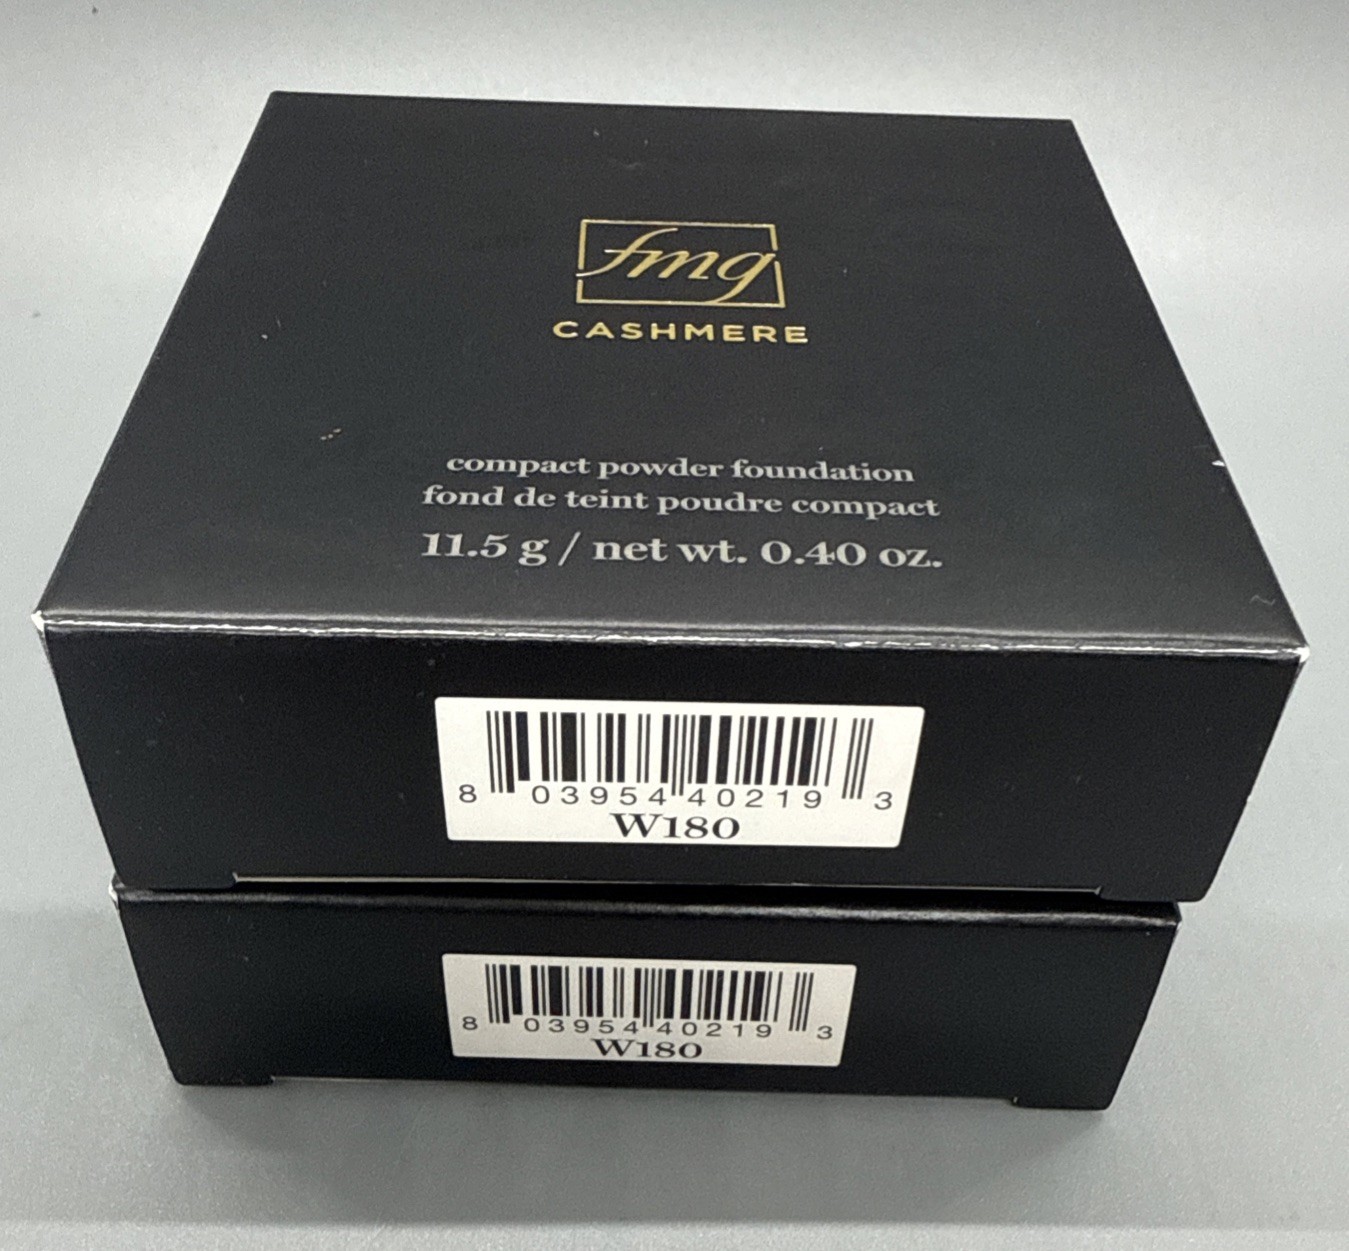 fmg
CASHMERE
compact powder foundation
fond de teint poudre compact
11.5 g / net wt. 0.40 oz.
8 03954 40219 3
W180
8 03954 40219 3
W180